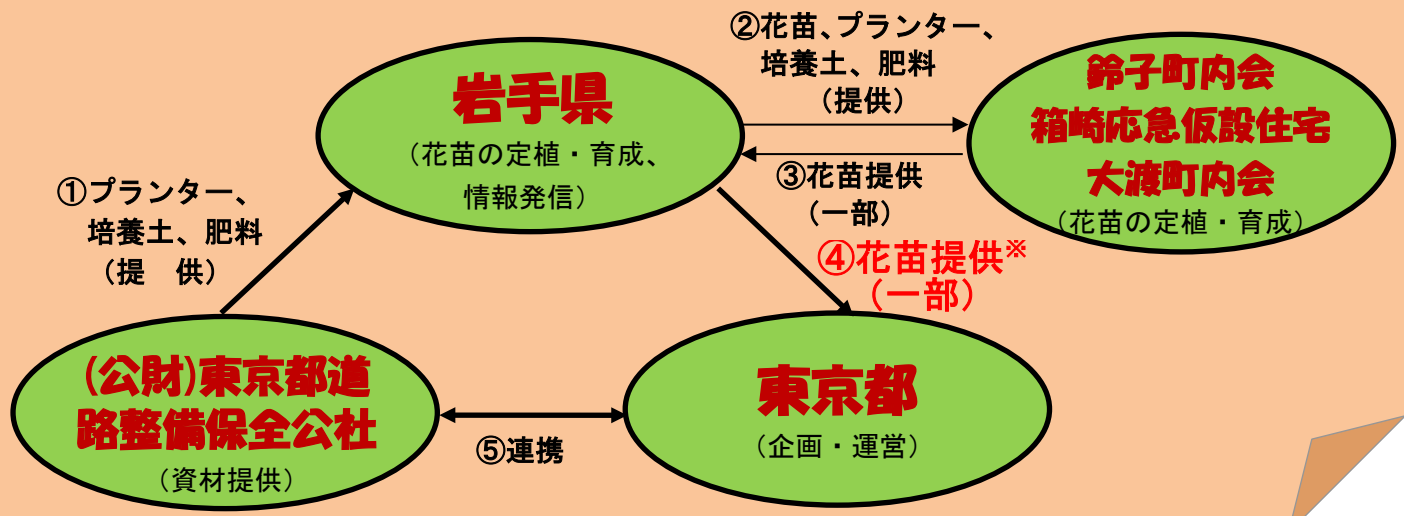 ②花苗、プランター、
培養土、肥料
(提供)
岩手県
(花苗の定植・育成、
情報発信)
鈴子町内会
箱崎応急仮設住宅
大渡町内会
(花苗の定植・育成)
③花苗提供
(一部)
①プランター、
培養土、肥料
(提 供)
④花苗提供※
(一部)
(公財)東京都道
路整備保全公社
(資材提供)
⑤連携
東京都
(企画・運営)